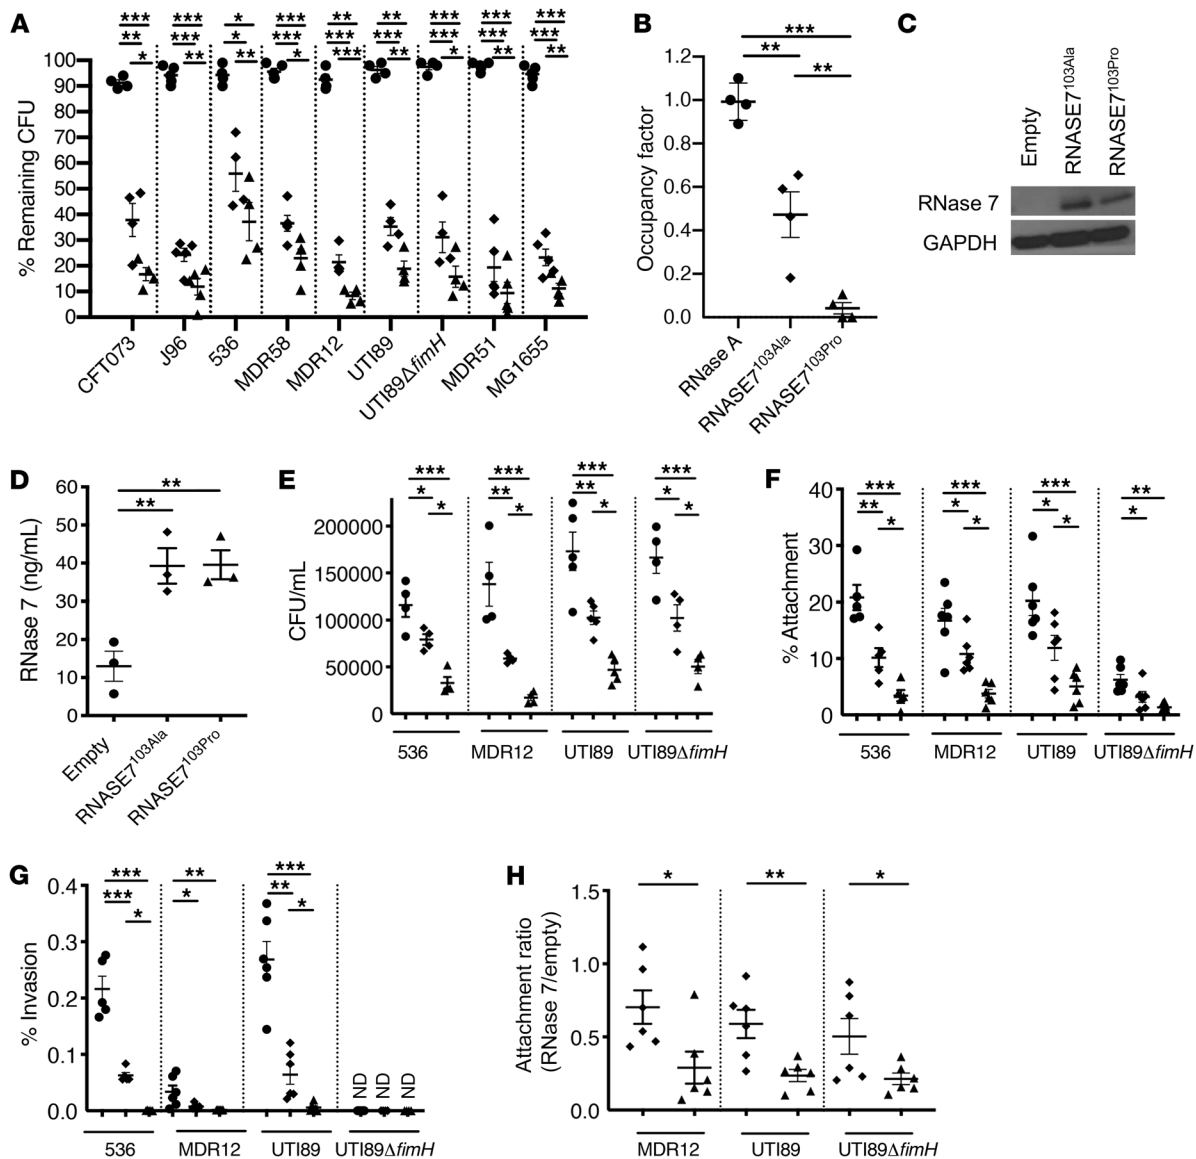 A
*** *** * *** ** ** *** *** ***
** *** * *** *** *** *** *** ***
* ** ** * *** ** * ** **
% Remaining CFU
100
90
80
70
60
50
40
30
20
10
0
CFT073
J96
536
MDR58
MDR12
UTI89
UTI89ΔfimH
MDR51
MG1655
B
***
**
**
Occupancy factor
1.2
1.0
0.8
0.6
0.4
0.2
0.0
RNase A
RNASE7103Ala
RNASE7103Pro
C
Empty
RNASE7103Ala
RNASE7103Pro
RNase 7
GAPDH
D
**
**
RNase 7 (ng/mL)
60
50
40
30
20
10
0
Empty
RNASE7103Ala
RNASE7103Pro
E
*** *** *** ***
* ** ** *
* * * *
CFU/mL
200000
150000
100000
50000
0
536 MDR12 UTI89 UTI89ΔfimH
F
*** *** *** **
** * * *
* * *
% Attachment
40
30
20
10
0
536 MDR12 UTI89 UTI89ΔfimH
G
*** ** ***
*** * **
* *
% Invasion
0.4
0.3
0.2
0.1
0.0
ND ND ND
536 MDR12 UTI89 UTI89ΔfimH
H
* ** *
Attachment ratio
(RNase 7/empty)
1.5
1.0
0.5
0.0
MDR12 UTI89 UTI89ΔfimH